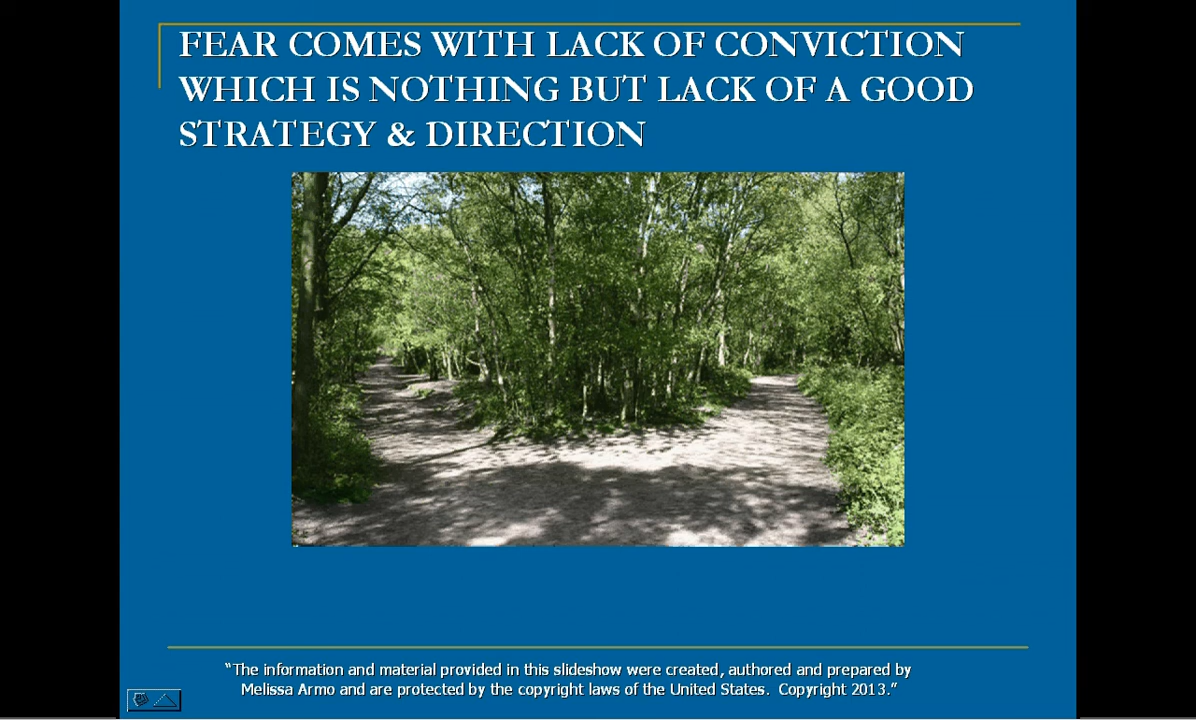 FEAR COMES WITH LACK OF CONVICTION
WHICH IS NOTHING BUT LACK OF A GOOD
STRATEGY & DIRECTION
"The information and material provided in this slideshow were created, authored and prepared by
Melissa Armo and are protected by the copyright laws of the United States.  Copyright 2013."